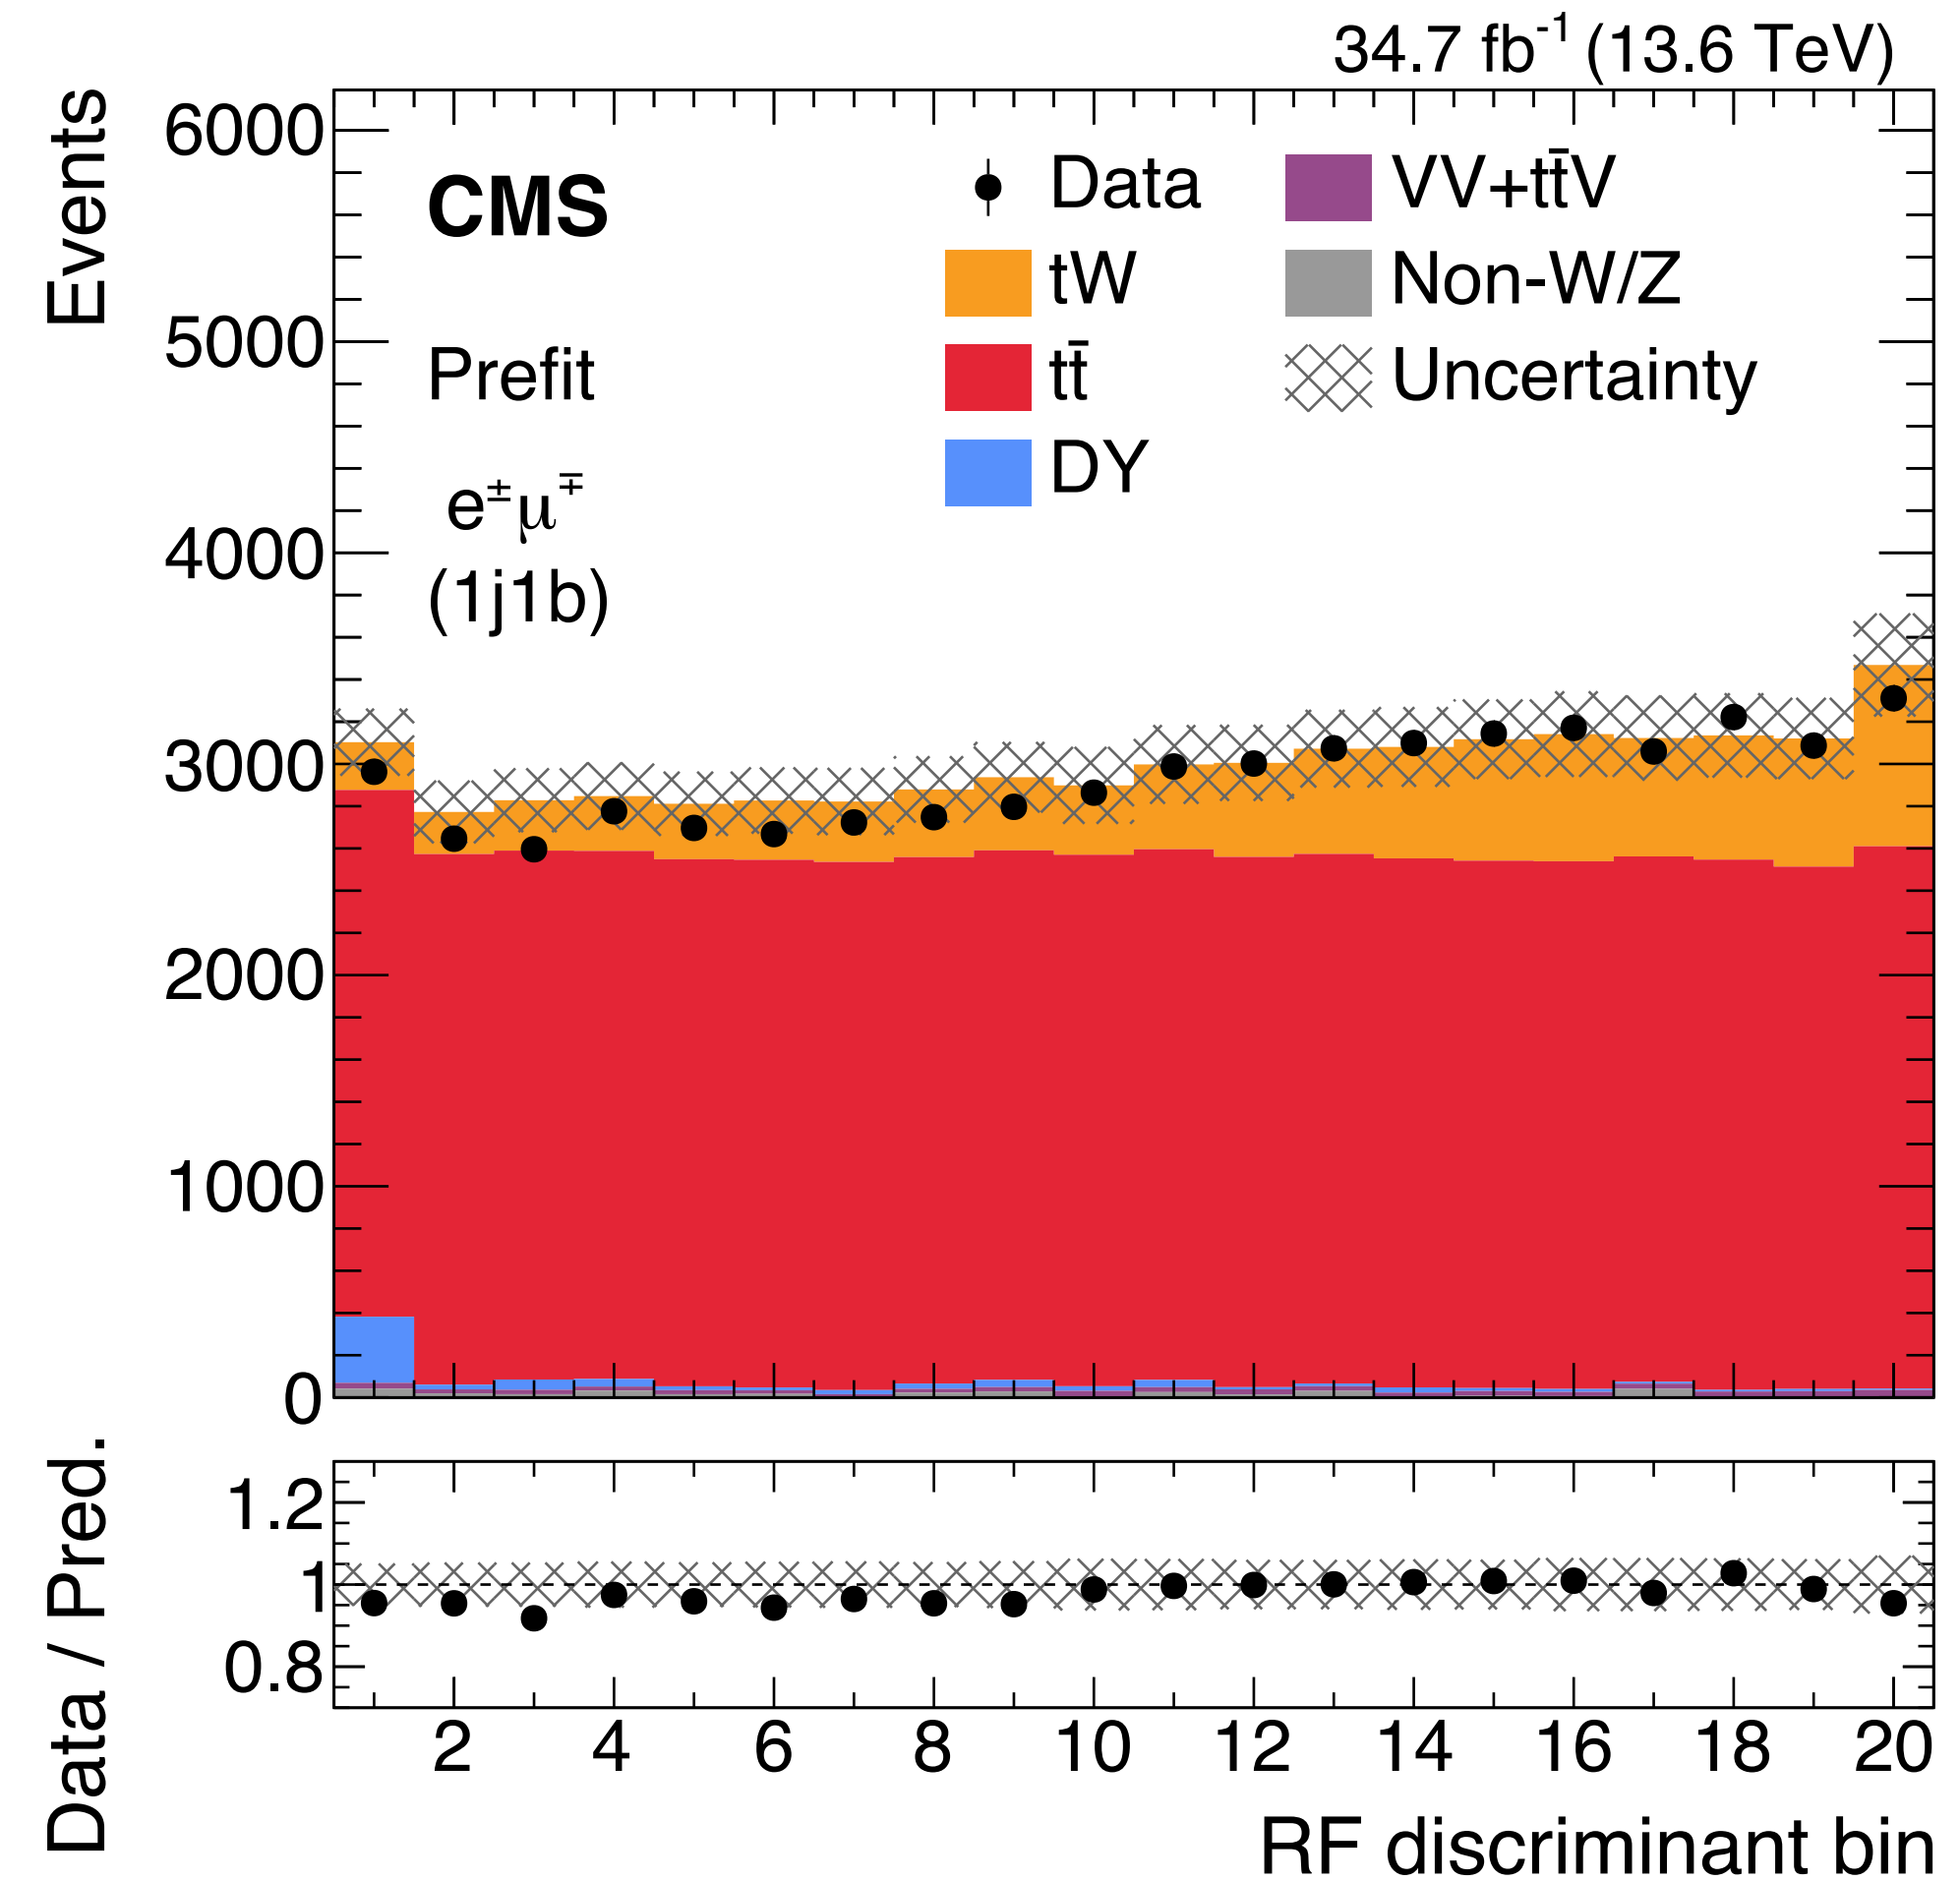 34.7 fb⁻¹ (13.6 TeV)
Events
6000
5000
4000
3000
2000
1000
0
CMS
Prefit
e±μ∓
(1j1b)
Data
tW
tt̄
DY
VV+tt̄V
Non-W/Z
Uncertainty
Data / Pred.
1.2
1
0.8
2 4 6 8 10 12 14 16 18 20
RF discriminant bin